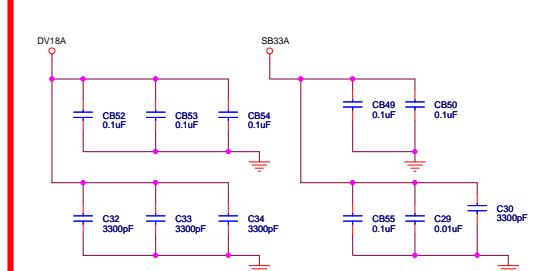 DV18A
SB33A
CB52
0.1uF
CB53
0.1uF
CB54
0.1uF
CB49
0.1uF
CB50
0.1uF
C32
3300pF
C33
3300pF
C34
3300pF
CB55
0.1uF
C29
0.01uF
C30
3300pF